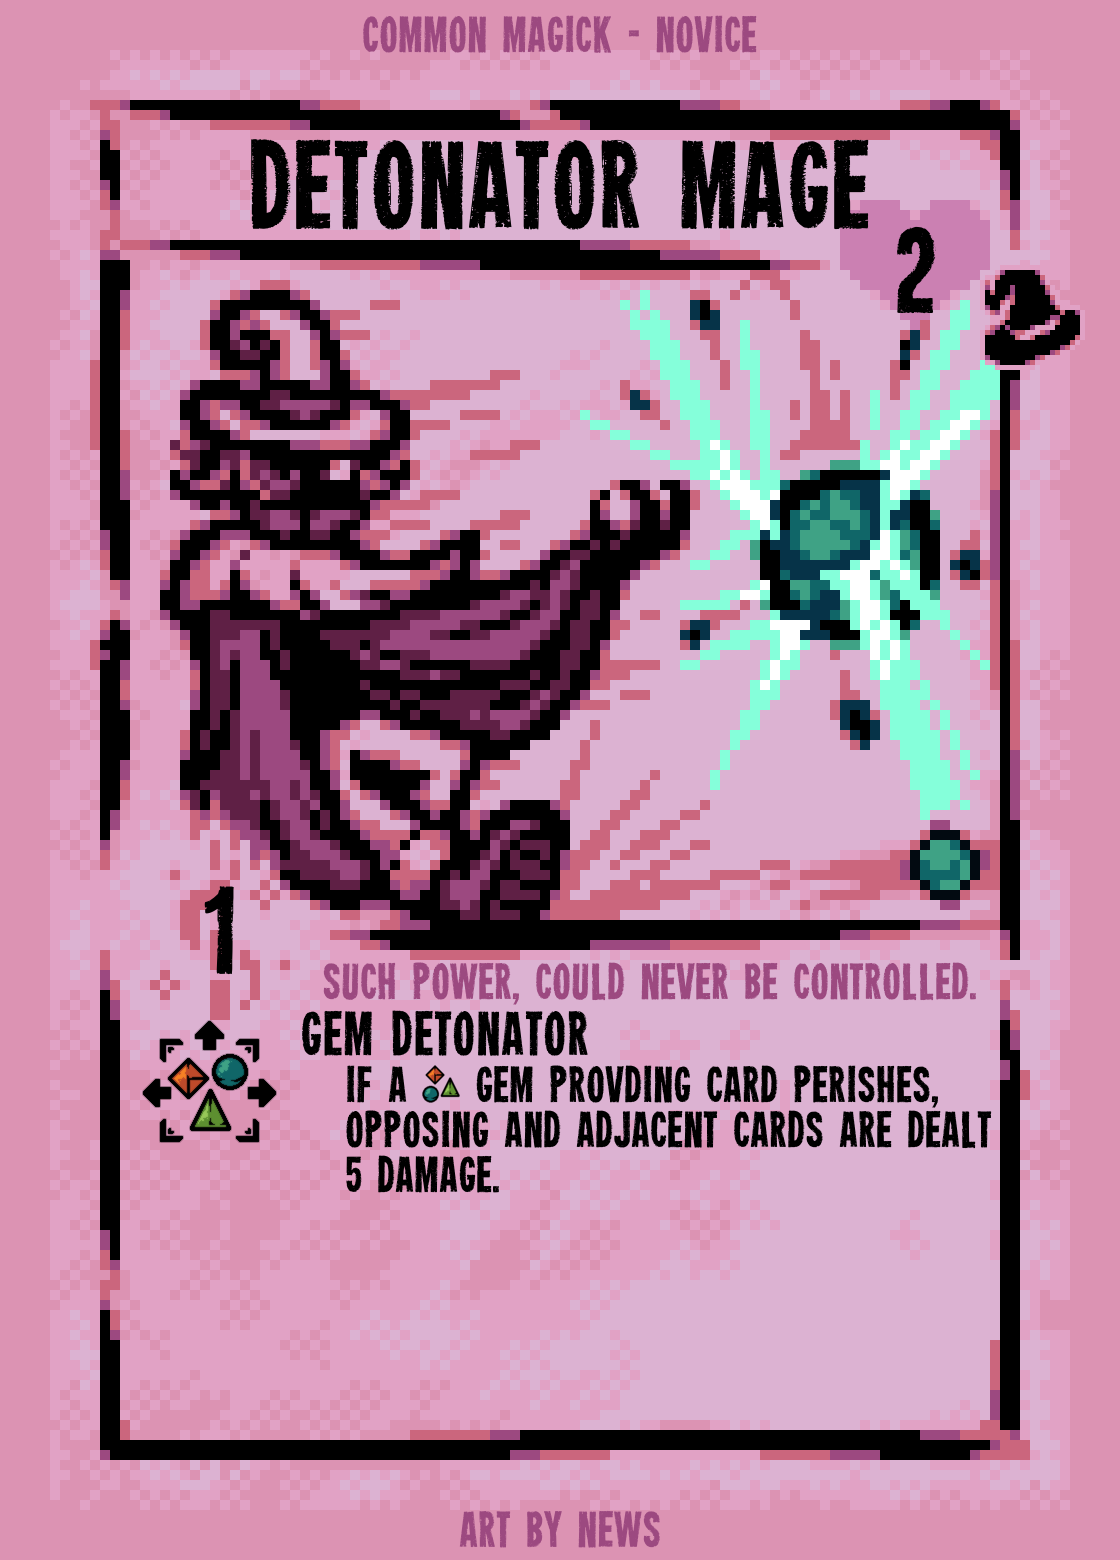 COMMON MAGICK - NOVICE
DETONATOR MAGE
2
1
SUCH POWER, COULD NEVER BE CONTROLLED.
GEM DETONATOR
IF A GEM PROVDING CARD PERISHES,
OPPOSING AND ADJACENT CARDS ARE DEALT
5 DAMAGE.
ART BY NEWS